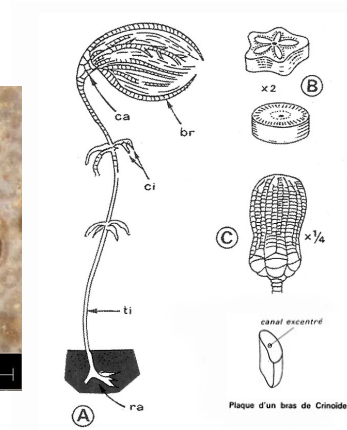 ca
br
ci
ti
ra
A
x2
B
C
x¼
canal excentré
Plaque d'un bras de Crinoïde